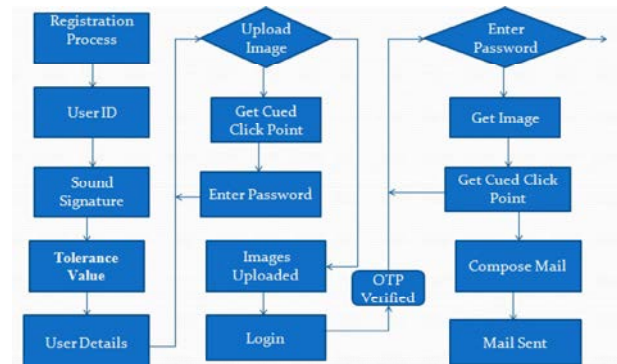 Registration
Process
User ID
Sound
Signature
Tolerance
Value
User Details
Upload
Image
Get Cued
Click Point
Enter Password
Images
Uploaded
Login
OTP
Verified
Enter
Password
Get Image
Get Cued Click
Point
Compose Mail
Mail Sent